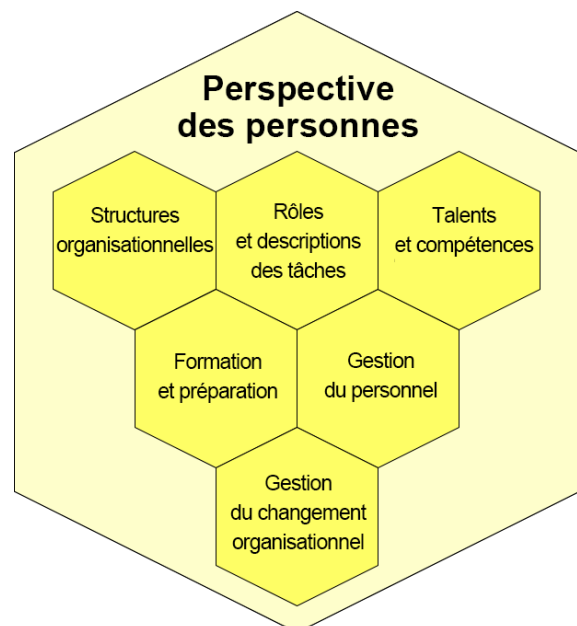 Perspective
des personnes
Structures
organisationnelles
Rôles
et descriptions
des tâches
Talents
et compétences
Formation
et préparation
Gestion
du personnel
Gestion
du changement
organisationnel